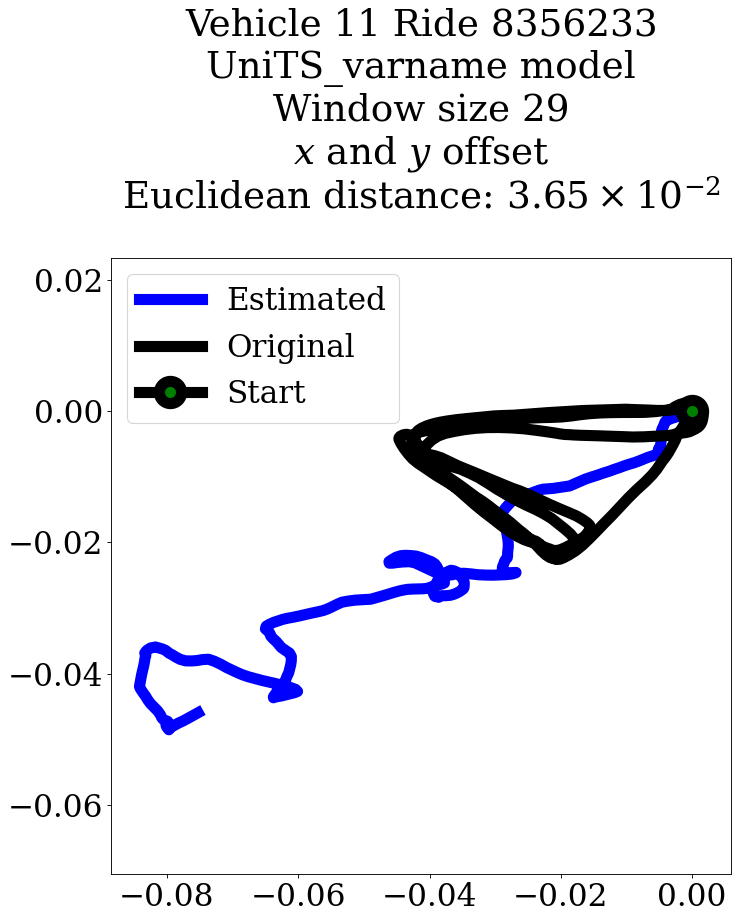 Vehicle 11 Ride 8356233
UniTS_varname model
Window size 29
x and y offset
Euclidean distance: 3.65 × 10⁻²
Estimated
Original
Start
0.02
0.00
−0.02
−0.04
−0.06
−0.08
−0.06
−0.04
−0.02
0.00